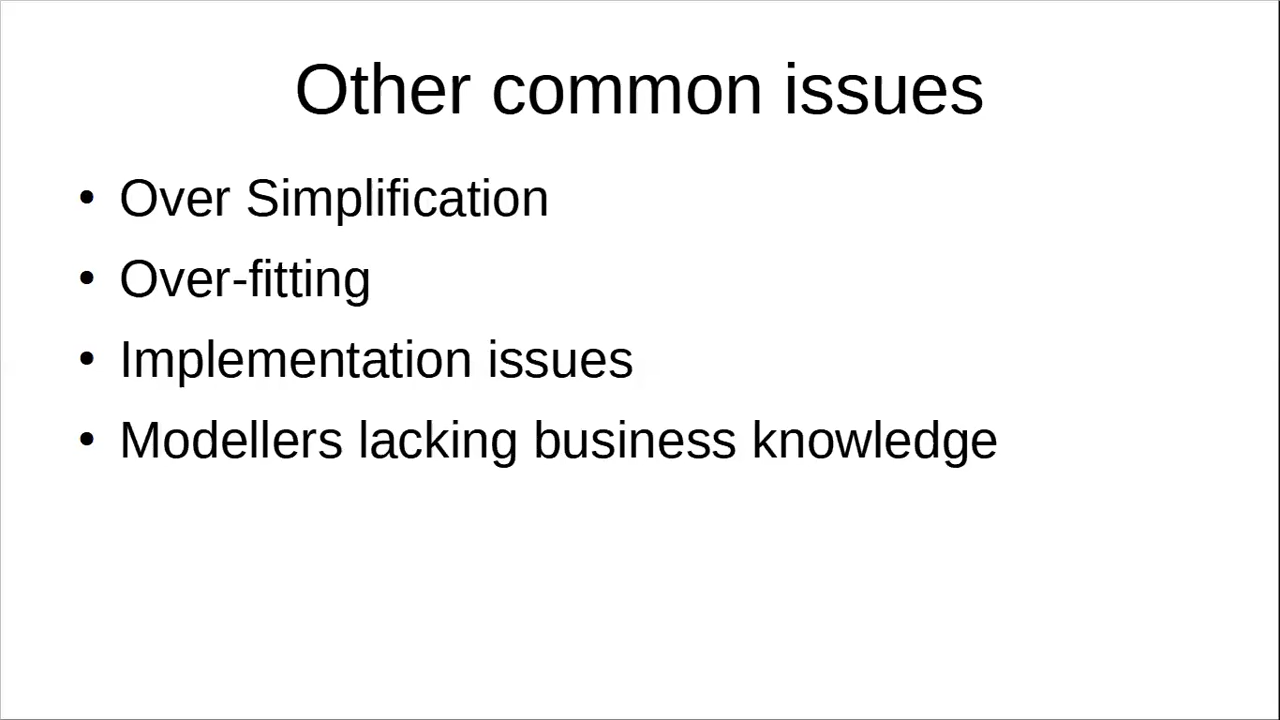 Other common issues
• Over Simplification
• Over-fitting
• Implementation issues
• Modellers lacking business knowledge